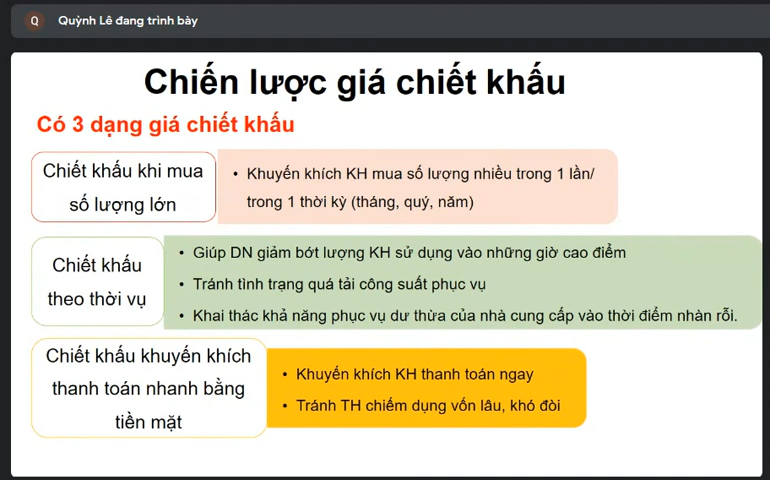 Q Quỳnh Lê đang trình bày
Chiến lược giá chiết khấu
Có 3 dạng giá chiết khấu
Chiết khấu khi mua
số lượng lớn
• Khuyến khích KH mua số lượng nhiều trong 1 lần/
trong 1 thời kỳ (tháng, quý, năm)
Chiết khấu
theo thời vụ
• Giúp DN giảm bớt lượng KH sử dụng vào những giờ cao điểm
• Tránh tình trạng quá tải công suất phục vụ
• Khai thác khả năng phục vụ dư thừa của nhà cung cấp vào thời điểm nhàn rỗi.
Chiết khấu khuyến khích
thanh toán nhanh bằng
tiền mặt
• Khuyến khích KH thanh toán ngay
• Tránh TH chiếm dụng vốn lâu, khó đòi